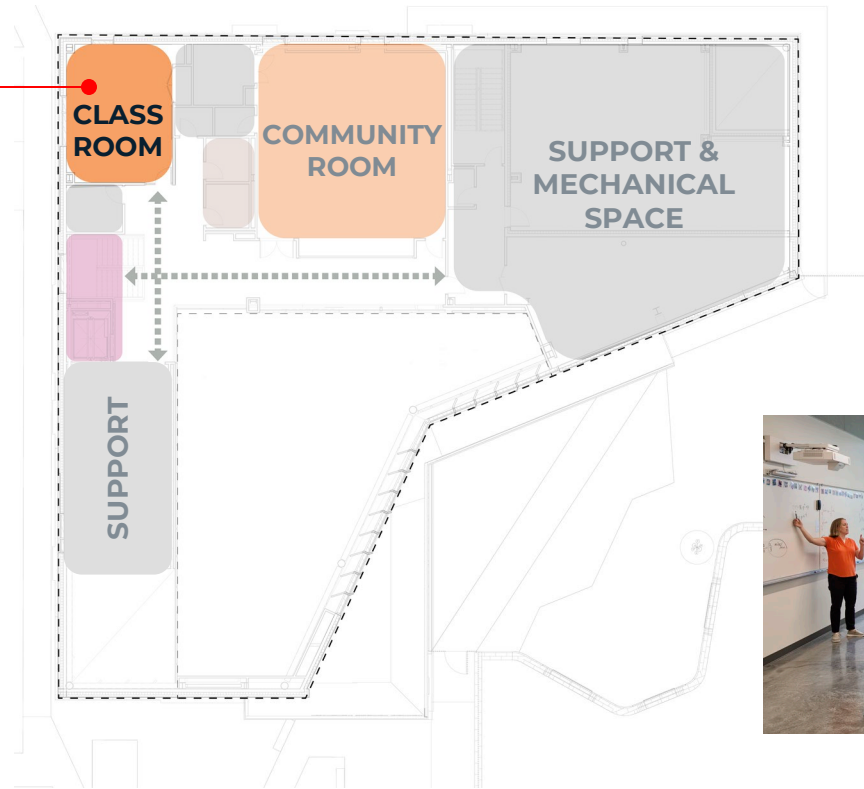 CLASS
ROOM
COMMUNITY
ROOM
SUPPORT &
MECHANICAL
SPACE
SUPPORT